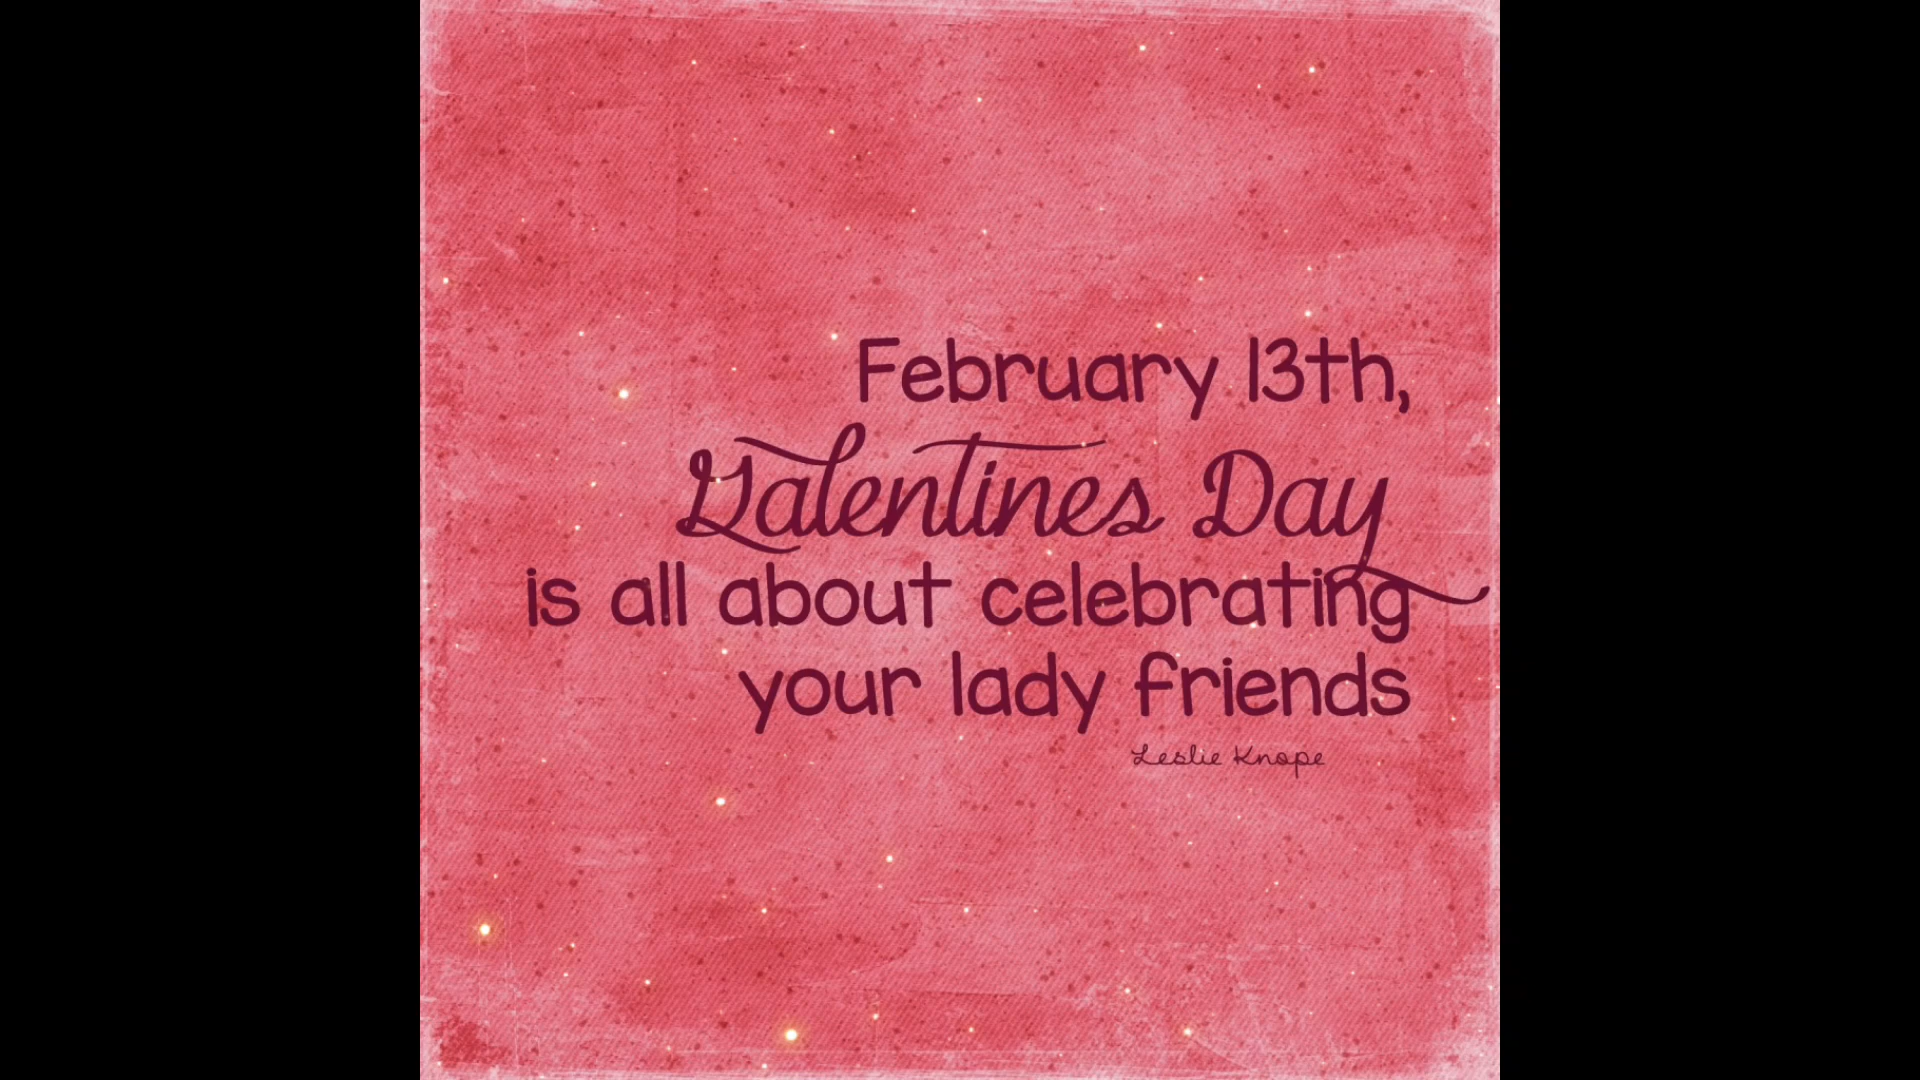 February 13th,
Galentines Day
is all about celebrating
your lady friends
Leslie Knope